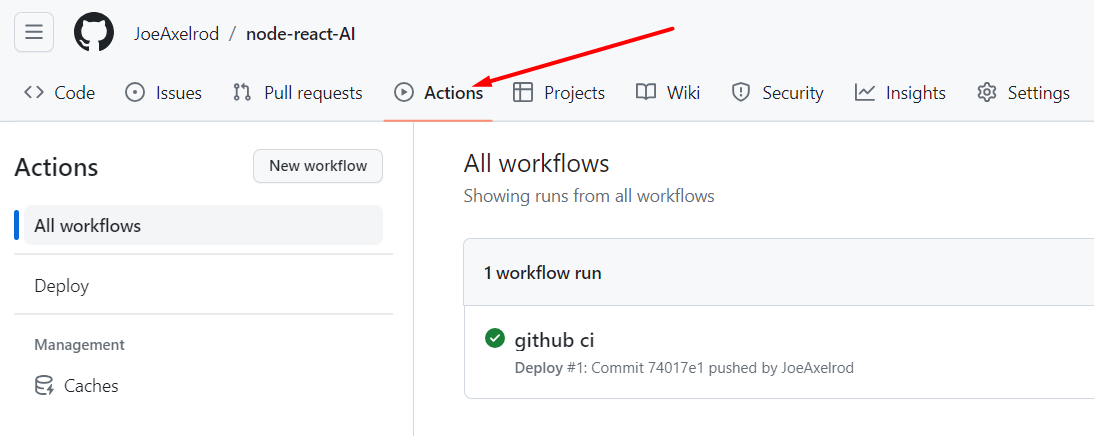 JoeAxelrod / node-react-AI
Code Issues Pull requests Actions Projects Wiki Security Insights Settings
Actions
New workflow
All workflows
Deploy
Management
Caches
All workflows
Showing runs from all workflows
1 workflow run
github ci
Deploy #1: Commit 74017e1 pushed by JoeAxelrod